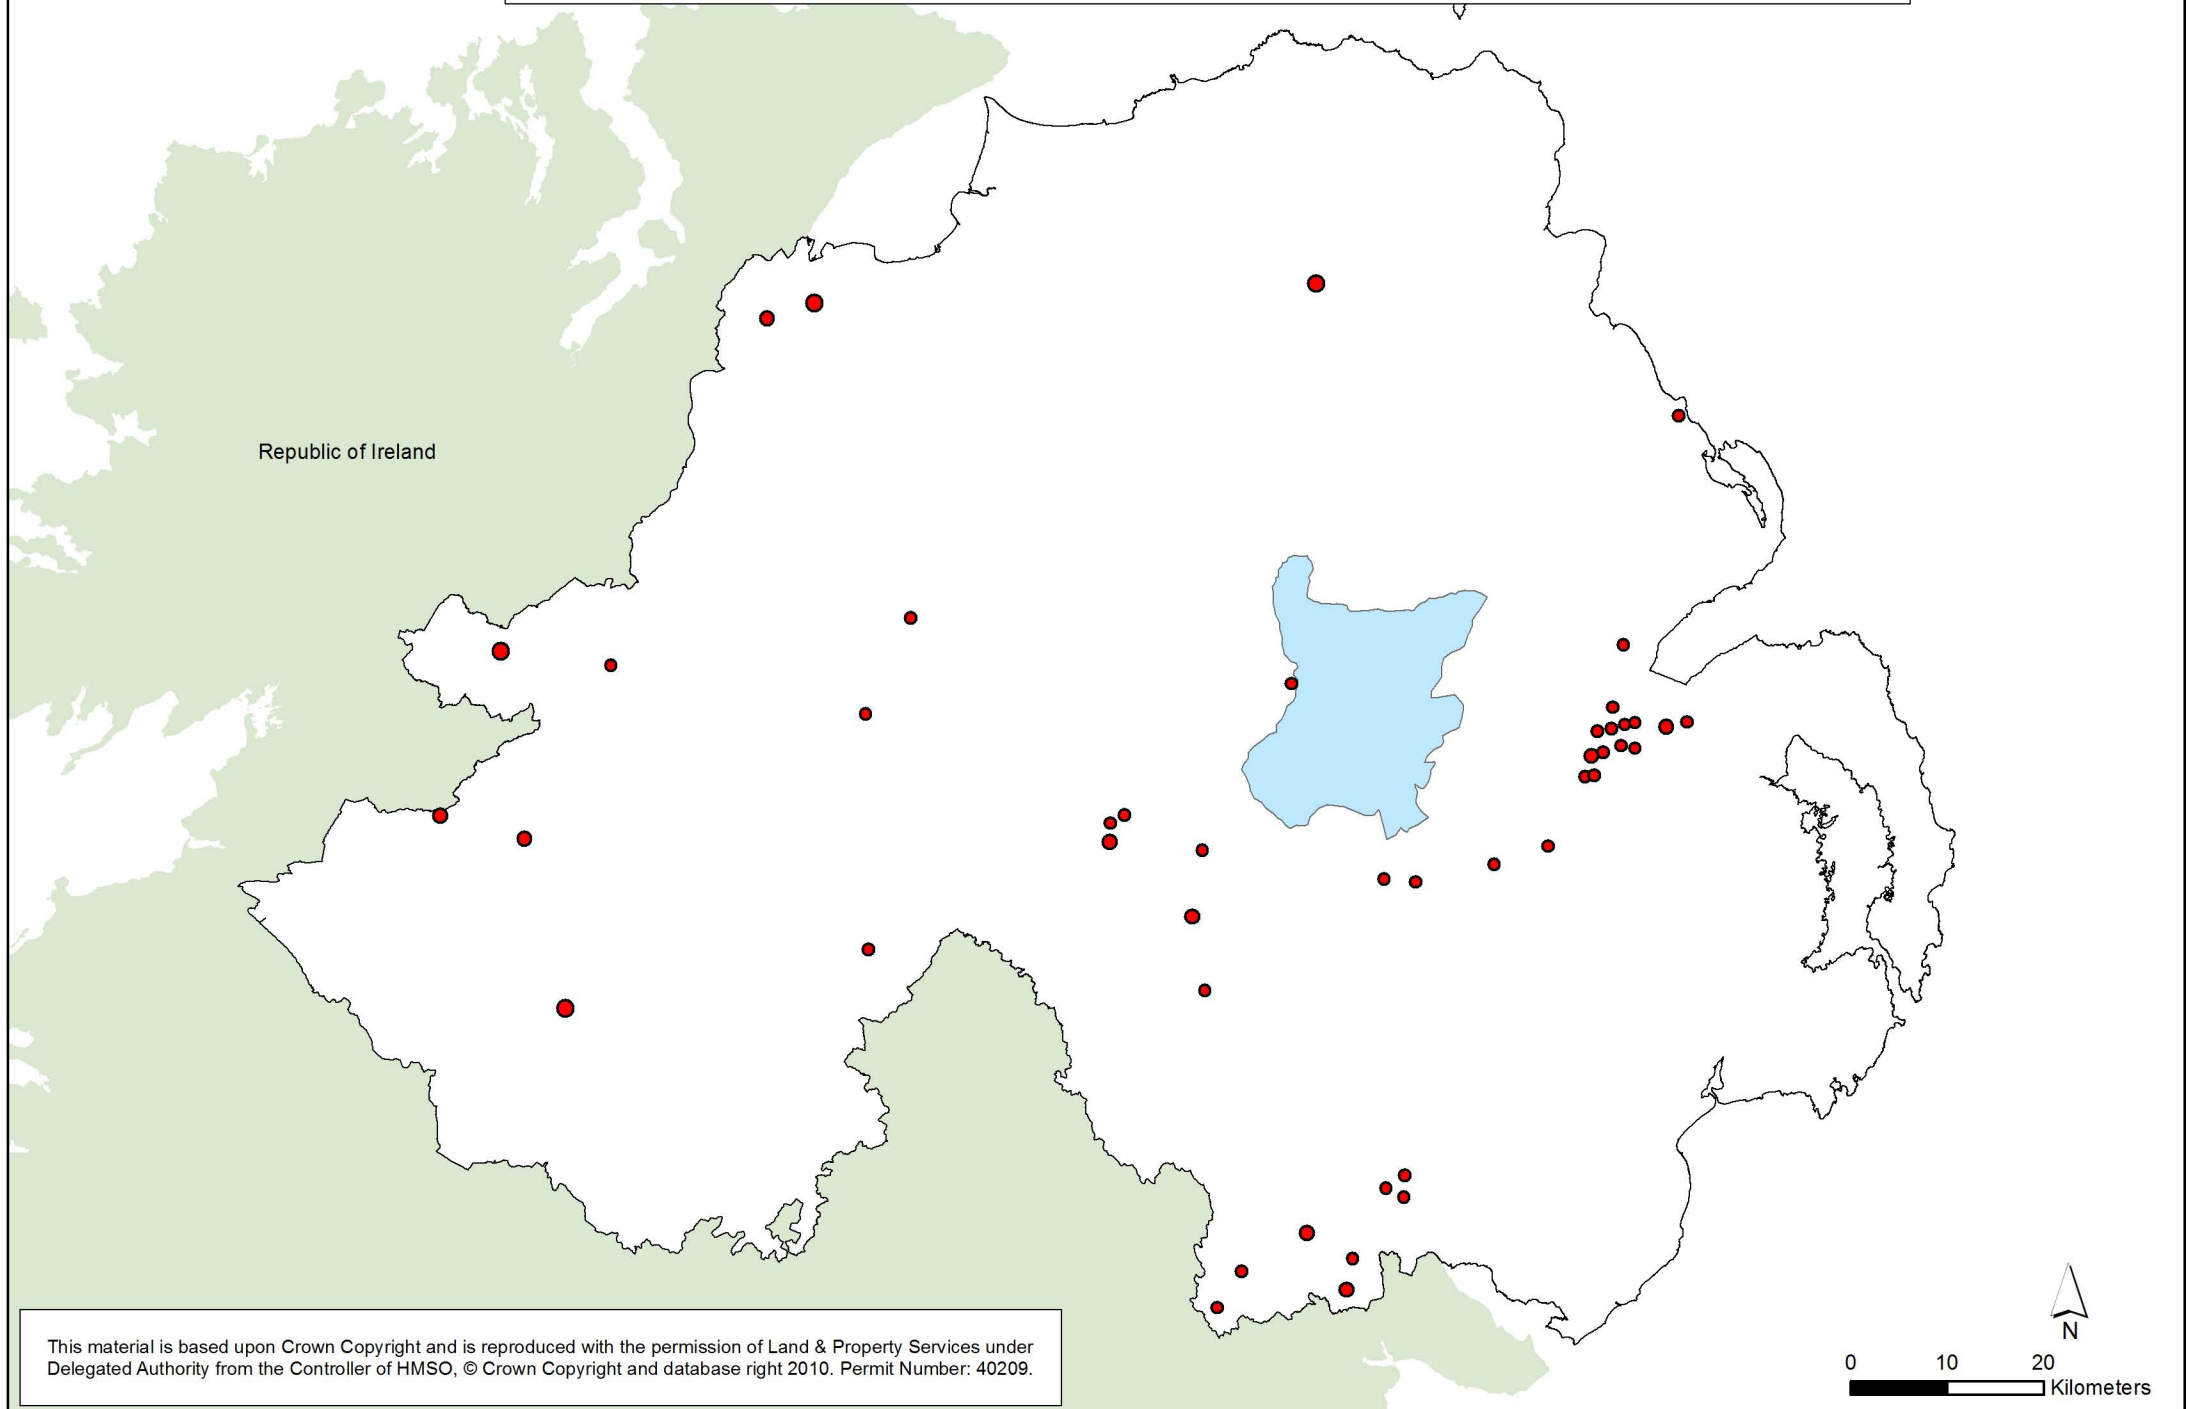 Republic of Ireland
This material is based upon Crown Copyright and is reproduced with the permission of Land & Property Services under
Delegated Authority from the Controller of HMSO, © Crown Copyright and database right 2010. Permit Number: 40209.
N
0 10 20
Kilometers